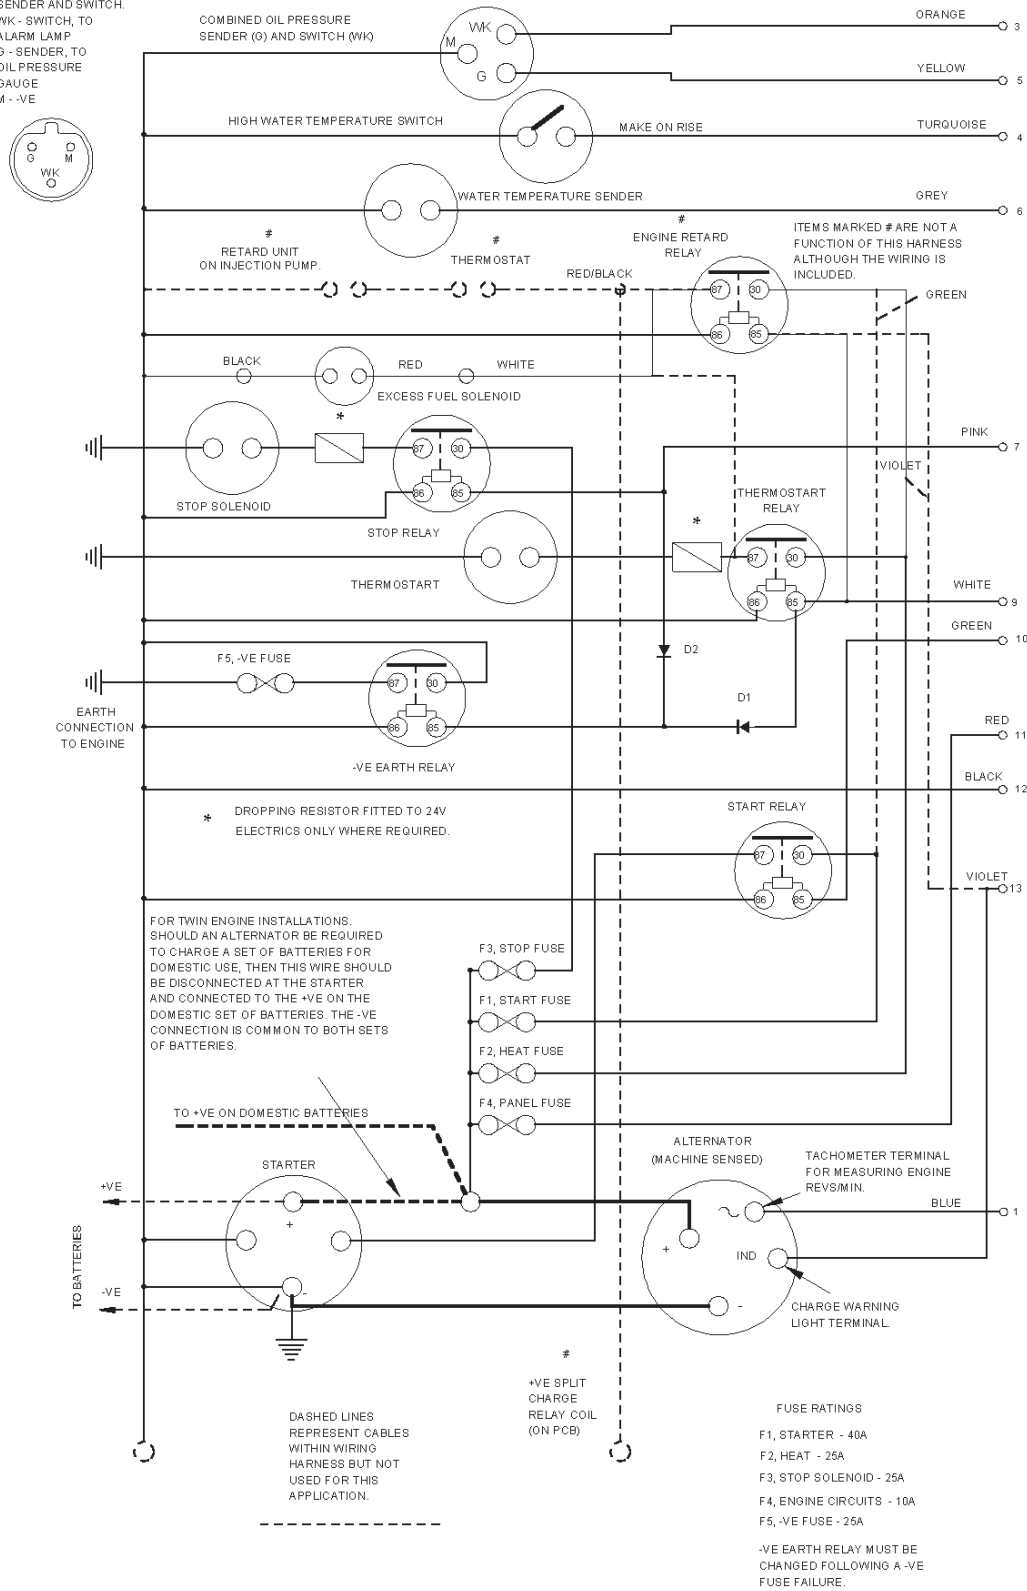 SENDER AND SWITCH.
WK - SWITCH, TO
ALARM LAMP
G - SENDER, TO
OIL PRESSURE
GAUGE
M - -VE
G
M
WK
COMBINED OIL PRESSURE
SENDER (G) AND SWITCH (WK)
WK
M
G
ORANGE
3
YELLOW
5
HIGH WATER TEMPERATURE SWITCH
MAKE ON RISE
TURQUOISE
4
WATER TEMPERATURE SENDER
GREY
6
#
RETARD UNIT
ON INJECTION PUMP.
#
THERMOSTAT
RED/BLACK
#
ENGINE RETARD
RELAY
ITEMS MARKED # ARE NOT A
FUNCTION OF THIS HARNESS
ALTHOUGH THE WIRING IS
INCLUDED.
GREEN
87
30
86
85
BLACK
RED
WHITE
EXCESS FUEL SOLENOID
*
STOP SOLENOID
87
30
86
85
STOP RELAY
PINK
7
VIOLET
THERMOSTART
RELAY
*
87
30
86
85
THERMOSTART
WHITE
9
GREEN
10
F5, -VE FUSE
87
30
86
85
D2
D1
EARTH
CONNECTION
TO ENGINE
-VE EARTH RELAY
RED
11
BLACK
12
* DROPPING RESISTOR FITTED TO 24V
ELECTRICS ONLY WHERE REQUIRED.
START RELAY
87
30
86
85
VIOLET
13
FOR TWIN ENGINE INSTALLATIONS.
SHOULD AN ALTERNATOR BE REQUIRED
TO CHARGE A SET OF BATTERIES FOR
DOMESTIC USE, THEN THIS WIRE SHOULD
BE DISCONNECTED AT THE STARTER
AND CONNECTED TO THE +VE ON THE
DOMESTIC SET OF BATTERIES. THE -VE
CONNECTION IS COMMON TO BOTH SETS
OF BATTERIES.
F3, STOP FUSE
F1, START FUSE
F2, HEAT FUSE
F4, PANEL FUSE
TO +VE ON DOMESTIC BATTERIES
STARTER
+VE
+
-
-VE
TO BATTERIES
ALTERNATOR
(MACHINE SENSED)
TACHOMETER TERMINAL
FOR MEASURING ENGINE
REVS/MIN.
BLUE
1
+
IND
-
CHARGE WARNING
LIGHT TERMINAL.
#
+VE SPLIT
CHARGE
RELAY COIL
(ON PCB)
DASHED LINES
REPRESENT CABLES
WITHIN WIRING
HARNESS BUT NOT
USED FOR THIS
APPLICATION.
FUSE RATINGS
F1, STARTER - 40A
F2, HEAT - 25A
F3, STOP SOLENOID - 25A
F4, ENGINE CIRCUITS - 10A
F5, -VE FUSE - 25A
-VE EARTH RELAY MUST BE
CHANGED FOLLOWING A -VE
FUSE FAILURE.